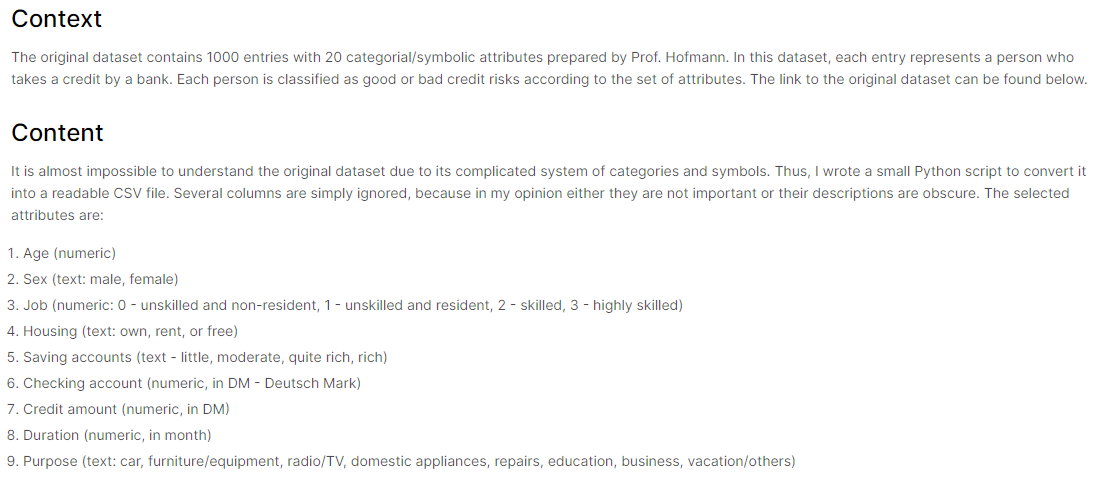 Context
The original dataset contains 1000 entries with 20 categorial/symbolic attributes prepared by Prof. Hofmann. In this dataset, each entry represents a person who
takes a credit by a bank. Each person is classified as good or bad credit risks according to the set of attributes. The link to the original dataset can be found below.
Content
It is almost impossible to understand the original dataset due to its complicated system of categories and symbols. Thus, I wrote a small Python script to convert it
into a readable CSV file. Several columns are simply ignored, because in my opinion either they are not important or their descriptions are obscure. The selected
attributes are:
1. Age (numeric)
2. Sex (text: male, female)
3. Job (numeric: 0 - unskilled and non-resident, 1 - unskilled and resident, 2 - skilled, 3 - highly skilled)
4. Housing (text: own, rent, or free)
5. Saving accounts (text - little, moderate, quite rich, rich)
6. Checking account (numeric, in DM - Deutsch Mark)
7. Credit amount (numeric, in DM)
8. Duration (numeric, in month)
9. Purpose (text: car, furniture/equipment, radio/TV, domestic appliances, repairs, education, business, vacation/others)